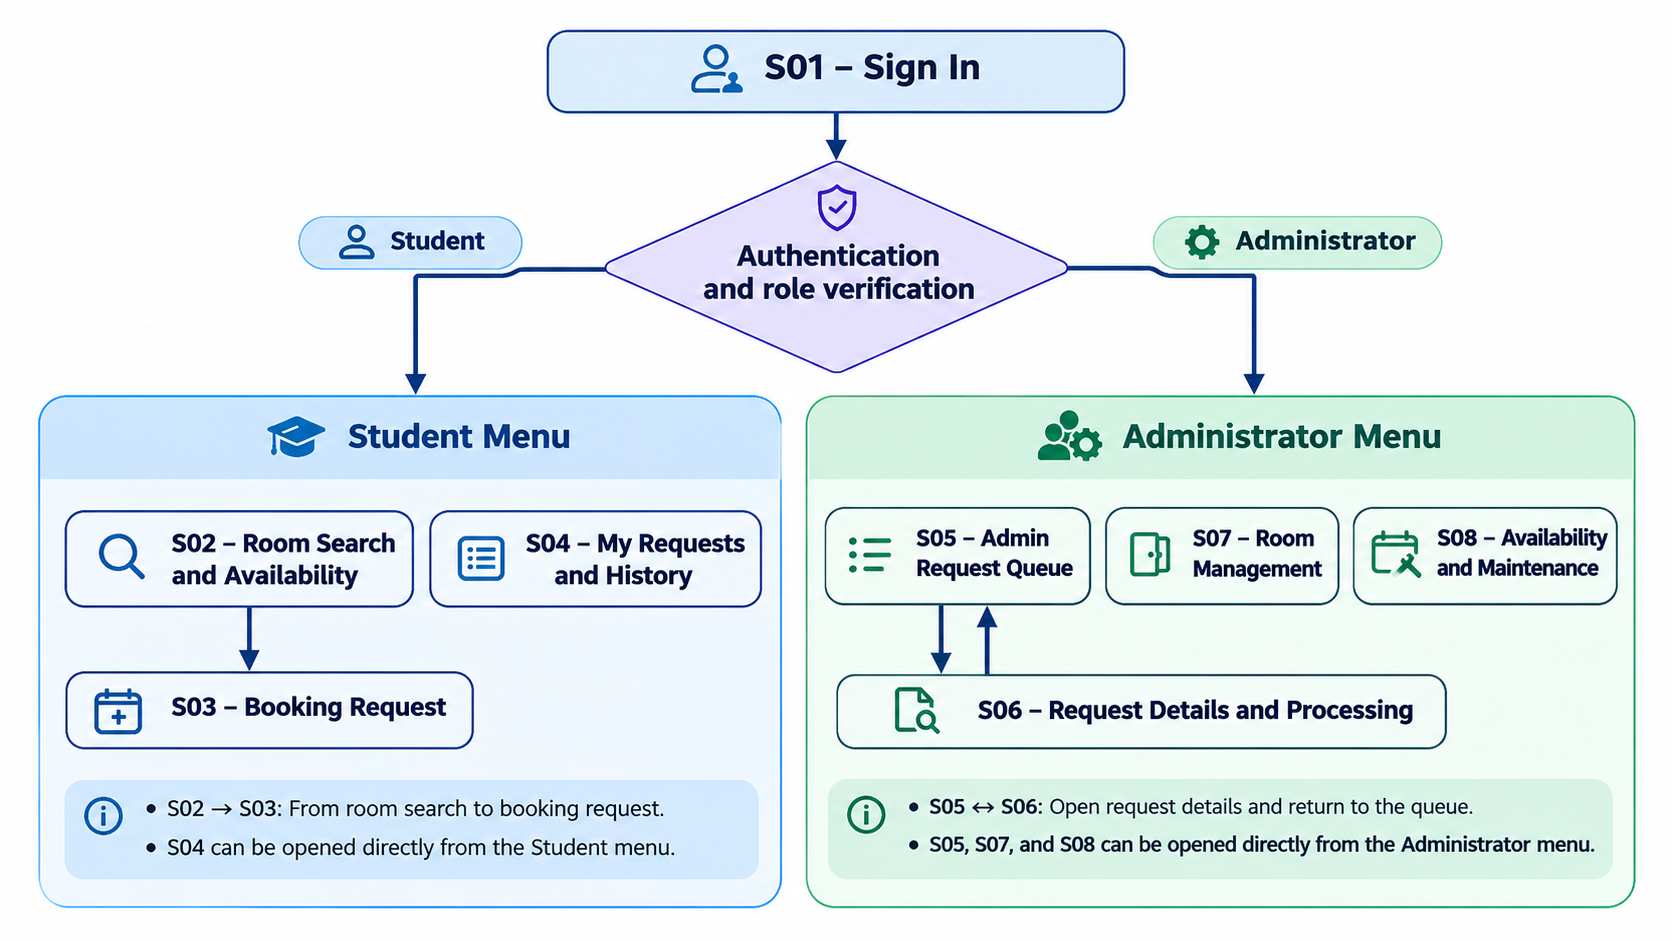 S01 – Sign In
Authentication
and role verification
Student
Administrator
Student Menu
S02 – Room Search
and Availability
S04 – My Requests
and History
S03 – Booking Request
• S02 → S03: From room search to booking request.
• S04 can be opened directly from the Student menu.
Administrator Menu
S05 – Admin
Request Queue
S07 – Room
Management
S08 – Availability
and Maintenance
S06 – Request Details and Processing
• S05 ↔ S06: Open request details and return to the queue.
• S05, S07, and S08 can be opened directly from the Administrator menu.